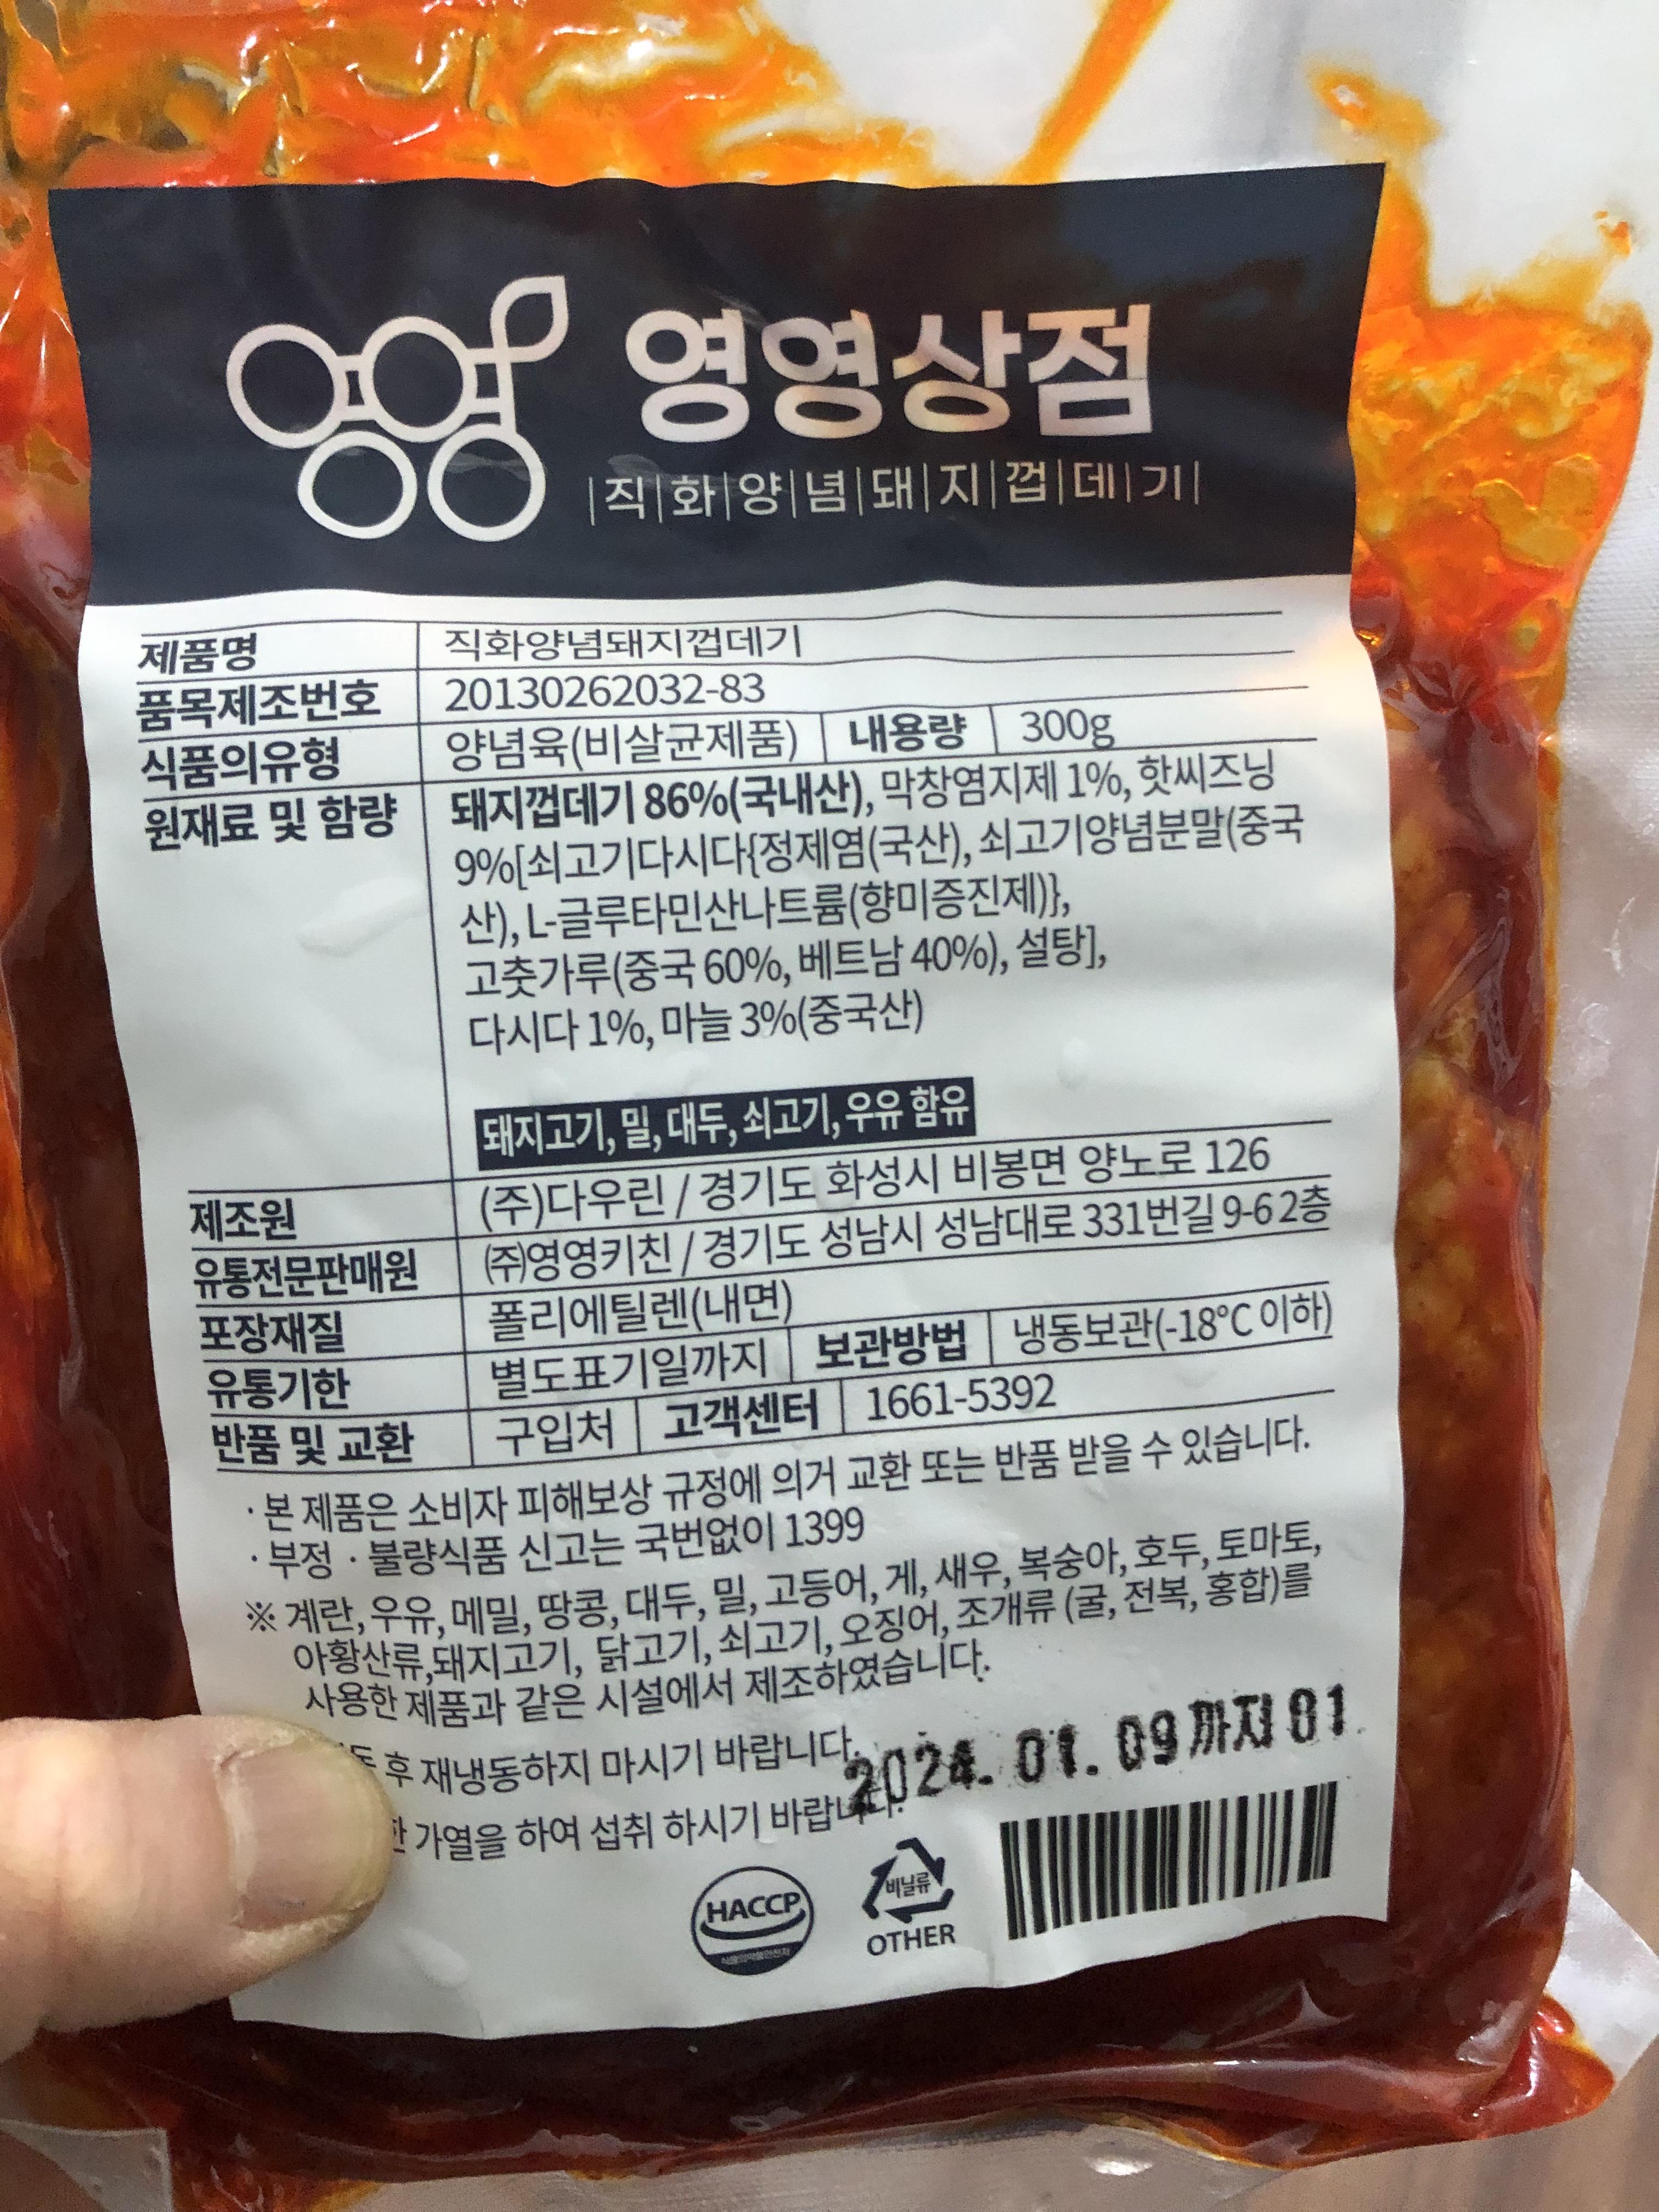 영영상점
|직|화|양|념|돼|지|껍|데|기|
제품명 직화양념돼지껍데기
품목제조번호 20130262032-83
식품의유형 양념육(비살균제품) 내용량 300g
원재료 및 함량 돼지껍데기 86%(국내산), 막창염지제 1%, 핫씨즈닝
9%[쇠고기다시다{정제염(국산), 쇠고기양념분말(중국
산), L-글루타민산나트륨(향미증진제)},
고춧가루(중국 60%, 베트남 40%), 설탕],
다시다 1%, 마늘 3%(중국산)
돼지고기, 밀, 대두, 쇠고기, 우유 함유
제조원 (주)다우린 / 경기도 화성시 비봉면 양노로 126
유통전문판매원 ㈜영영키친 / 경기도 성남시 성남대로 331번길 9-6 2층
포장재질 폴리에틸렌(내면)
유통기한 별도표기일까지 보관방법 냉동보관(-18℃ 이하)
반품 및 교환 구입처 고객센터 1661-5392
· 본 제품은 소비자 피해보상 규정에 의거 교환 또는 반품 받을 수 있습니다.
· 부정 · 불량식품 신고는 국번없이 1399
※ 계란, 우유, 메밀, 땅콩, 대두, 밀, 고등어, 게, 새우, 복숭아, 호두, 토마토,
아황산류,돼지고기, 닭고기, 쇠고기, 오징어, 조개류 (굴, 전복, 홍합)를
사용한 제품과 같은 시설에서 제조하였습니다.
후 재냉동하지 마시기 바랍니다.
2024. 01. 09까지 01
가열을 하여 섭취 하시기 바랍니다.
HACCP
식품의약품안전처
비닐류
OTHER